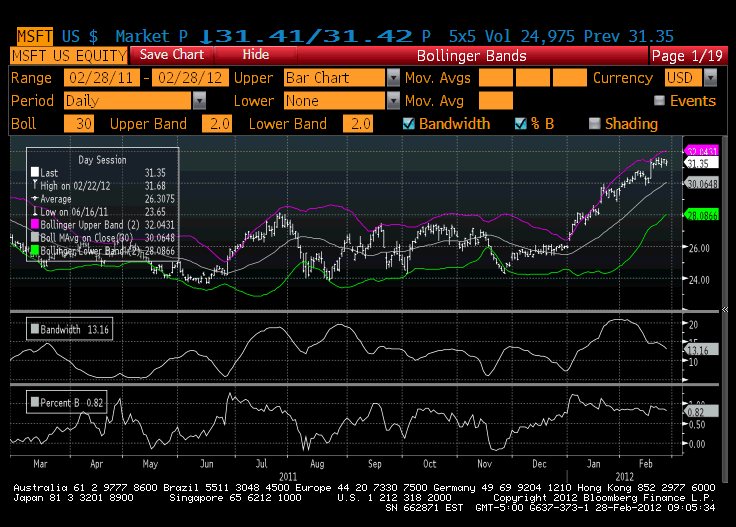 MSFT US $ Market P ↓31.41/31.42 P 5x5 Vol 24,975 Prev 31.35
MSFT US EQUITY Save Chart Hide Bollinger Bands Page 1/19
Range 02/28/11 - 02/28/12 Upper Bar Chart Mov. Avgs Currency USD
Period Daily Lower None Mov. Avg Events
Boll 30 Upper Band 2.0 Lower Band 2.0 Bandwidth % B Shading
Day Session
Last 31.35
High on 02/22/12 31.68
Average 26.3075
Low on 06/16/11 23.65
Bollinger Upper Band (2) 32.0431
Boll MAvg on Close(30) 30.0648
Bollinger Lower Band (2) 28.0866
32.0431
31.35
30.0648
28.0866
26.00
24.00
Bandwidth 13.16
20
15
13.16
10
5
Percent B 0.82
1.00
0.82
0.50
0.00
Mar Apr May Jun Jul Aug Sep Oct Nov Dec Jan Feb
2011 2012
Australia 61 2 9777 8600 Brazil 5511 3048 4500 Europe 44 20 7330 7500 Germany 49 69 9204 1210 Hong Kong 852 2977 6000
Japan 81 3 3201 8900 Singapore 65 6212 1000 U.S. 1 212 318 2000 Copyright 2012 Bloomberg Finance L.P.
SN 662871 EST GMT-5:00 G637-373-1 28-Feb-2012 09:05:34